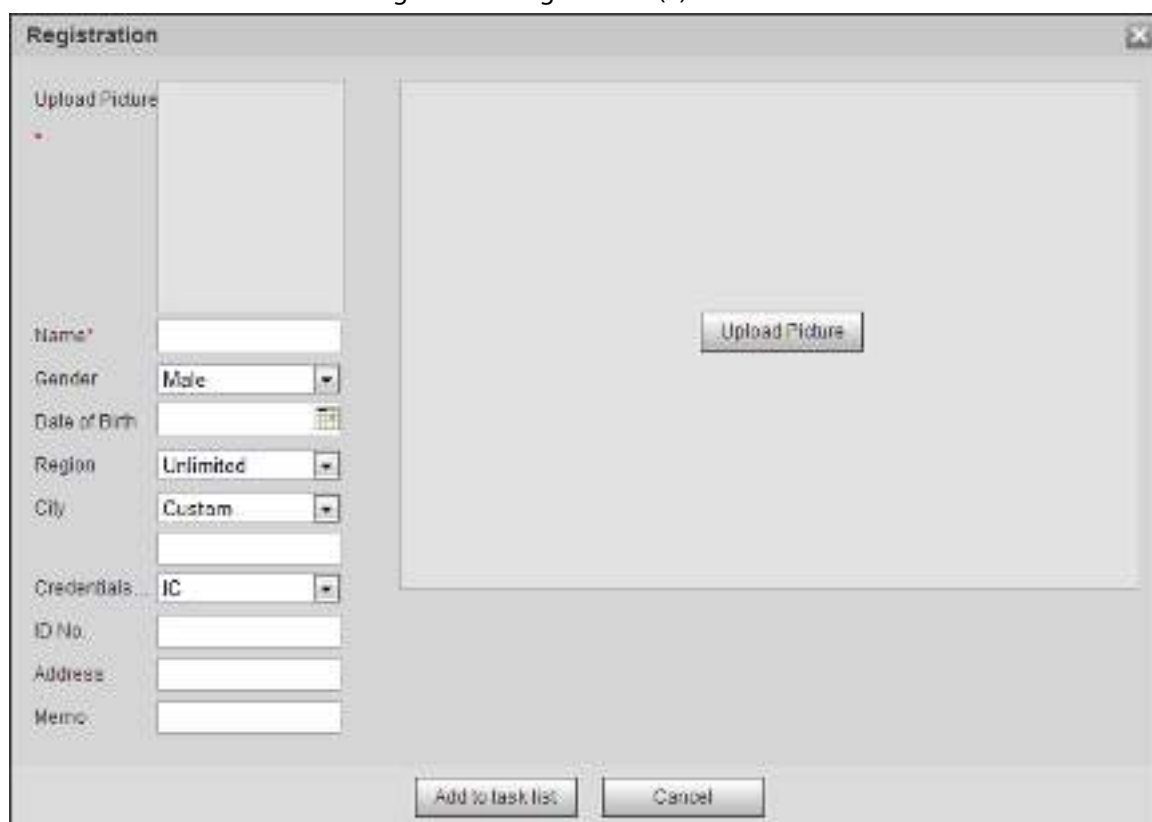 Registration
Upload Picture
*
Upload Picture
Name*
Gender Male
Date of Birth
Region Unlimited
City Custom
Credentials... IC
ID No.
Address
Memo
Add to task list Cancel